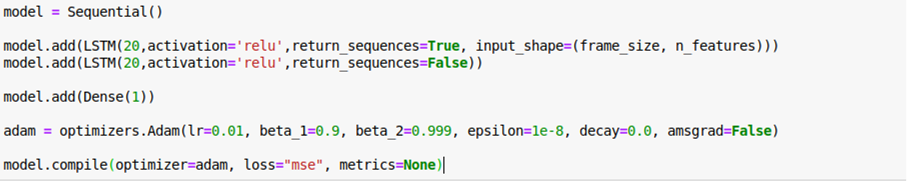 model = Sequential()
model.add(LSTM(20,activation='relu',return_sequences=True, input_shape=(frame_size, n_features)))
model.add(LSTM(20,activation='relu',return_sequences=False))
model.add(Dense(1))
adam = optimizers.Adam(lr=0.01, beta_1=0.9, beta_2=0.999, epsilon=1e-8, decay=0.0, amsgrad=False)
model.compile(optimizer=adam, loss="mse", metrics=None)